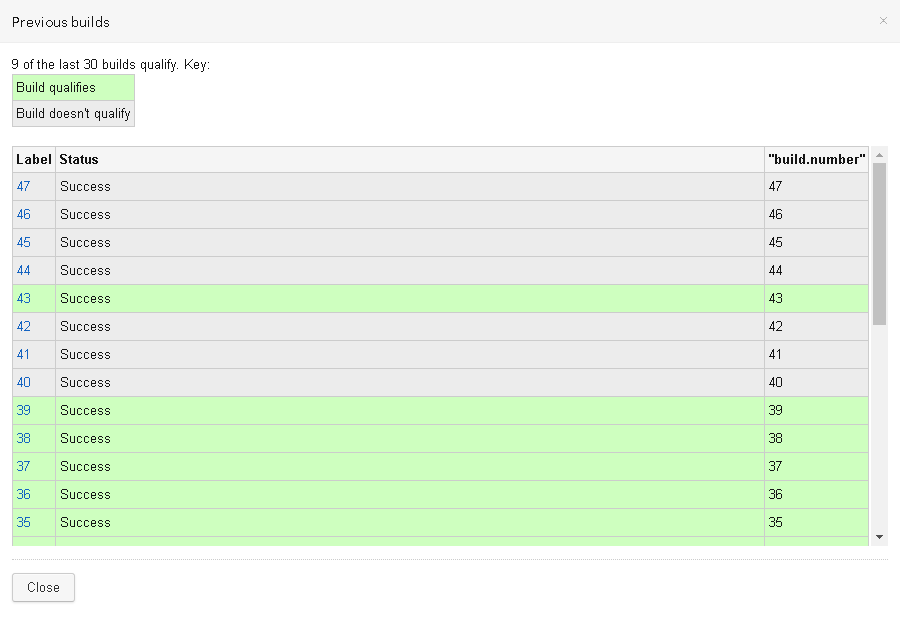 Previous builds ×
9 of the last 30 builds qualify. Key:
Build qualifies
Build doesn't qualify
Label Status "build.number"
47 Success 47
46 Success 46
45 Success 45
44 Success 44
43 Success 43
42 Success 42
41 Success 41
40 Success 40
39 Success 39
38 Success 38
37 Success 37
36 Success 36
35 Success 35
Close